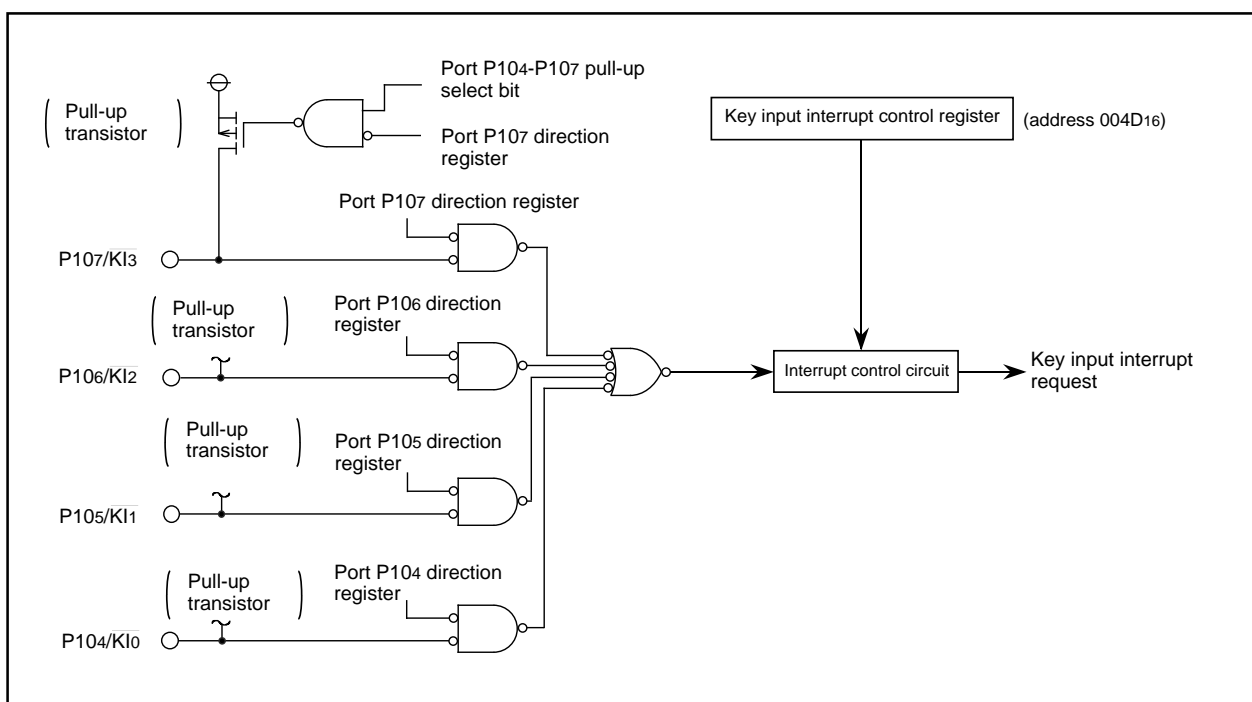 Port P104-P107 pull-up
select bit
( Pull-up
transistor )
Port P107 direction
register
Key input interrupt control register
(address 004D16)
Port P107 direction register
P107/KI3
( Pull-up
transistor )
Port P106 direction
register
P106/KI2
Interrupt control circuit
Key input interrupt
request
( Pull-up
transistor )
Port P105 direction
register
P105/KI1
( Pull-up
transistor )
Port P104 direction
register
P104/KI0